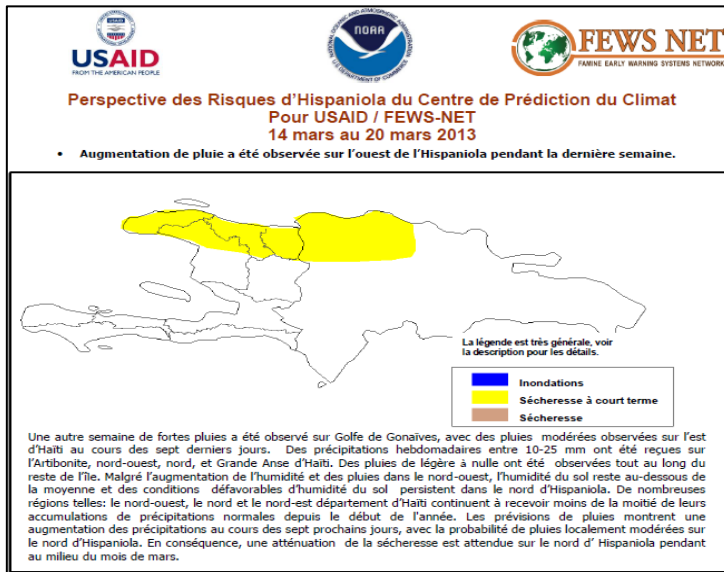 USAID
FROM THE AMERICAN PEOPLE
NOAA
NATIONAL OCEANIC AND ATMOSPHERIC ADMINISTRATION
U.S. DEPARTMENT OF COMMERCE
FEWS NET
FAMINE EARLY WARNING SYSTEMS NETWORK
Perspective des Risques d'Hispaniola du Centre de Prédiction du Climat
Pour USAID / FEWS-NET
14 mars au 20 mars 2013
• Augmentation de pluie a été observée sur l'ouest de l'Hispaniola pendant la dernière semaine.
La légende est très générale, voir
la description pour les détails.
Inondations
Sécheresse à court terme
Sécheresse
Une autre semaine de fortes pluies a été observé sur Golfe de Gonaïves, avec des pluies modérées observées sur l'est
d'Haïti au cours des sept derniers jours. Des précipitations hebdomadaires entre 10-25 mm ont été reçues sur
l'Artibonite, nord-ouest, nord, et Grande Anse d'Haïti. Des pluies de légère à nulle ont été observées tout au long du
reste de l'île. Malgré l'augmentation de l'humidité et des pluies dans le nord-ouest, l'humidité du sol reste au-dessous de
la moyenne et des conditions défavorables d'humidité du sol persistent dans le nord d'Hispaniola. De nombreuses
régions telles: le nord-ouest, le nord et le nord-est département d'Haïti continuent à recevoir moins de la moitié de leurs
accumulations de précipitations normales depuis le début de l'année. Les prévisions de pluies montrent une
augmentation des précipitations au cours des sept prochains jours, avec la probabilité de pluies localement modérées sur
le nord d'Hispaniola. En conséquence, une atténuation de la sécheresse est attendue sur le nord d' Hispaniola pendant
au milieu du mois de mars.